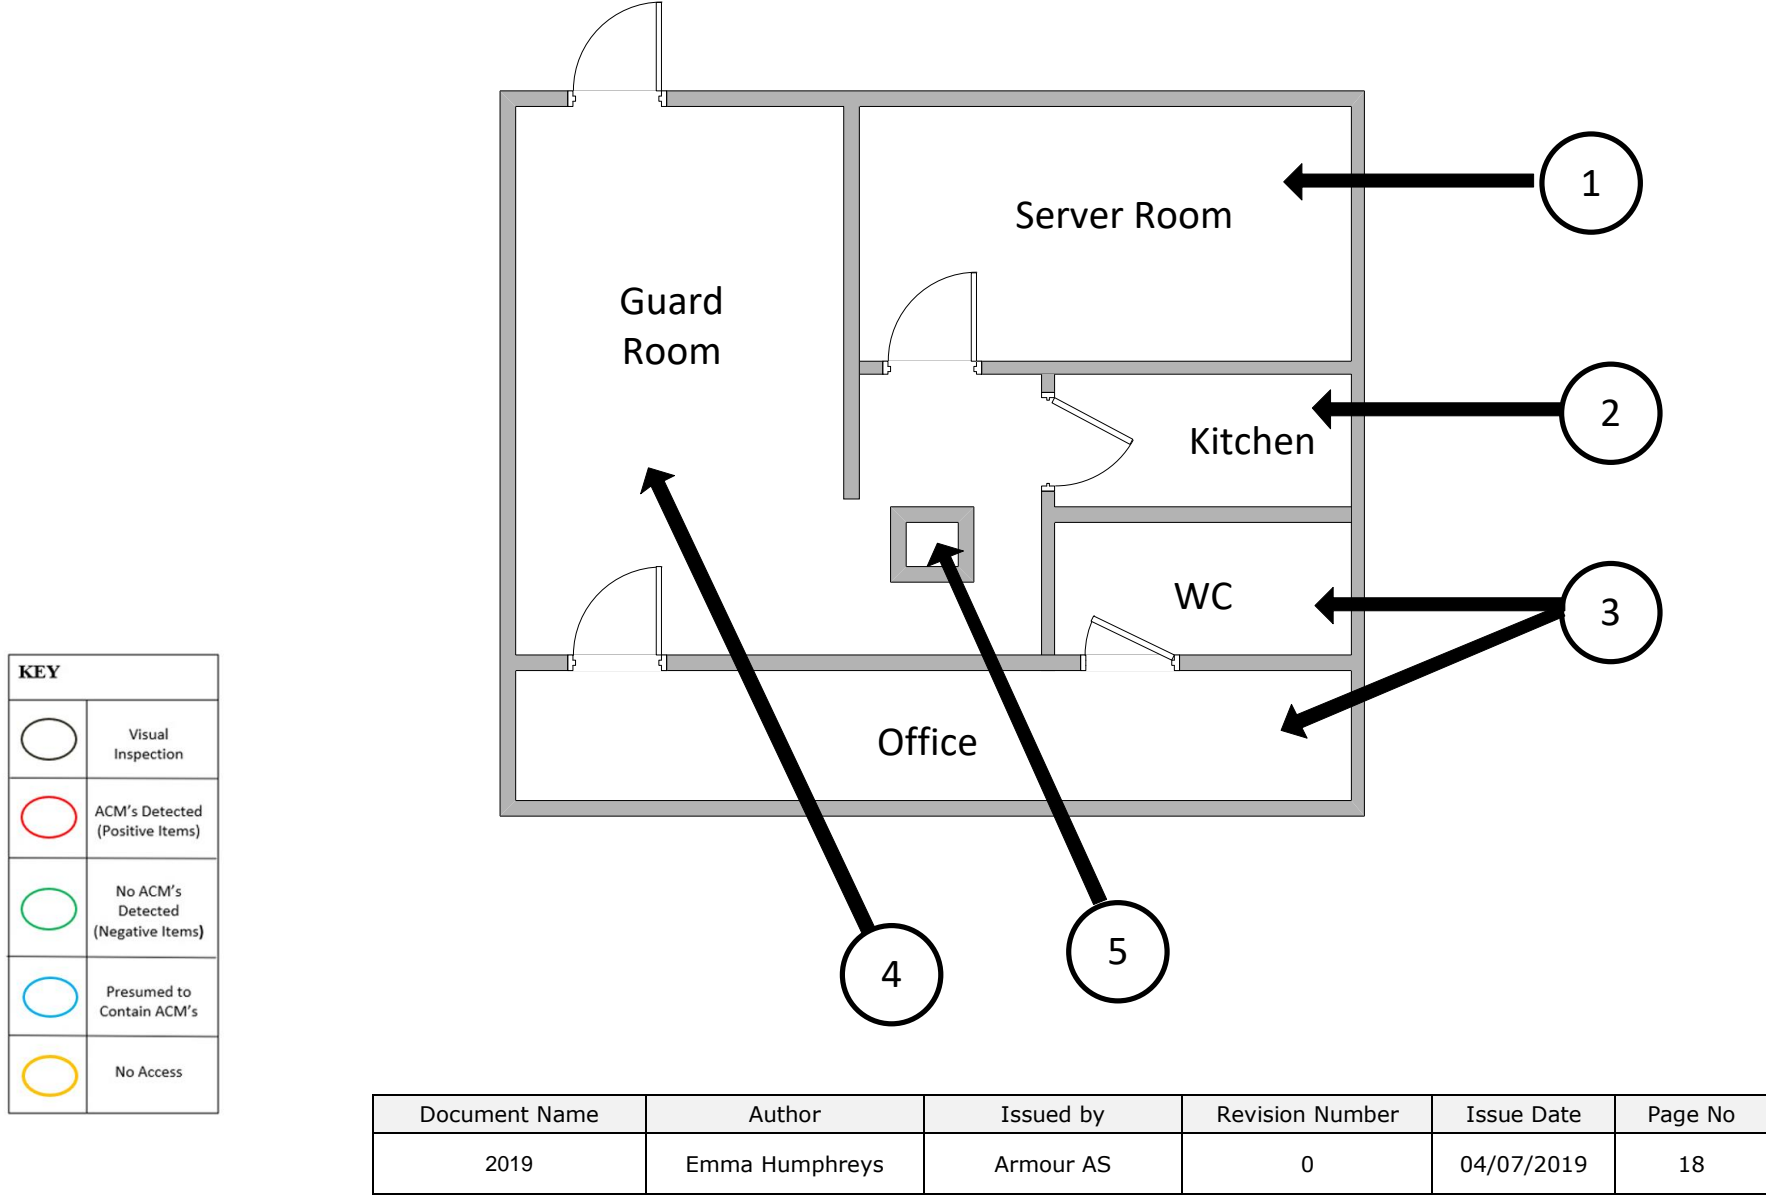 1
Server Room
Guard
Room
2
Kitchen
WC
3
Office
4
5
KEY
Visual
Inspection
ACM's Detected
(Positive Items)
No ACM's
Detected
(Negative Items)
Presumed to
Contain ACM's
No Access
Document Name Author Issued by Revision Number Issue Date Page No
2019 Emma Humphreys Armour AS 0 04/07/2019 18